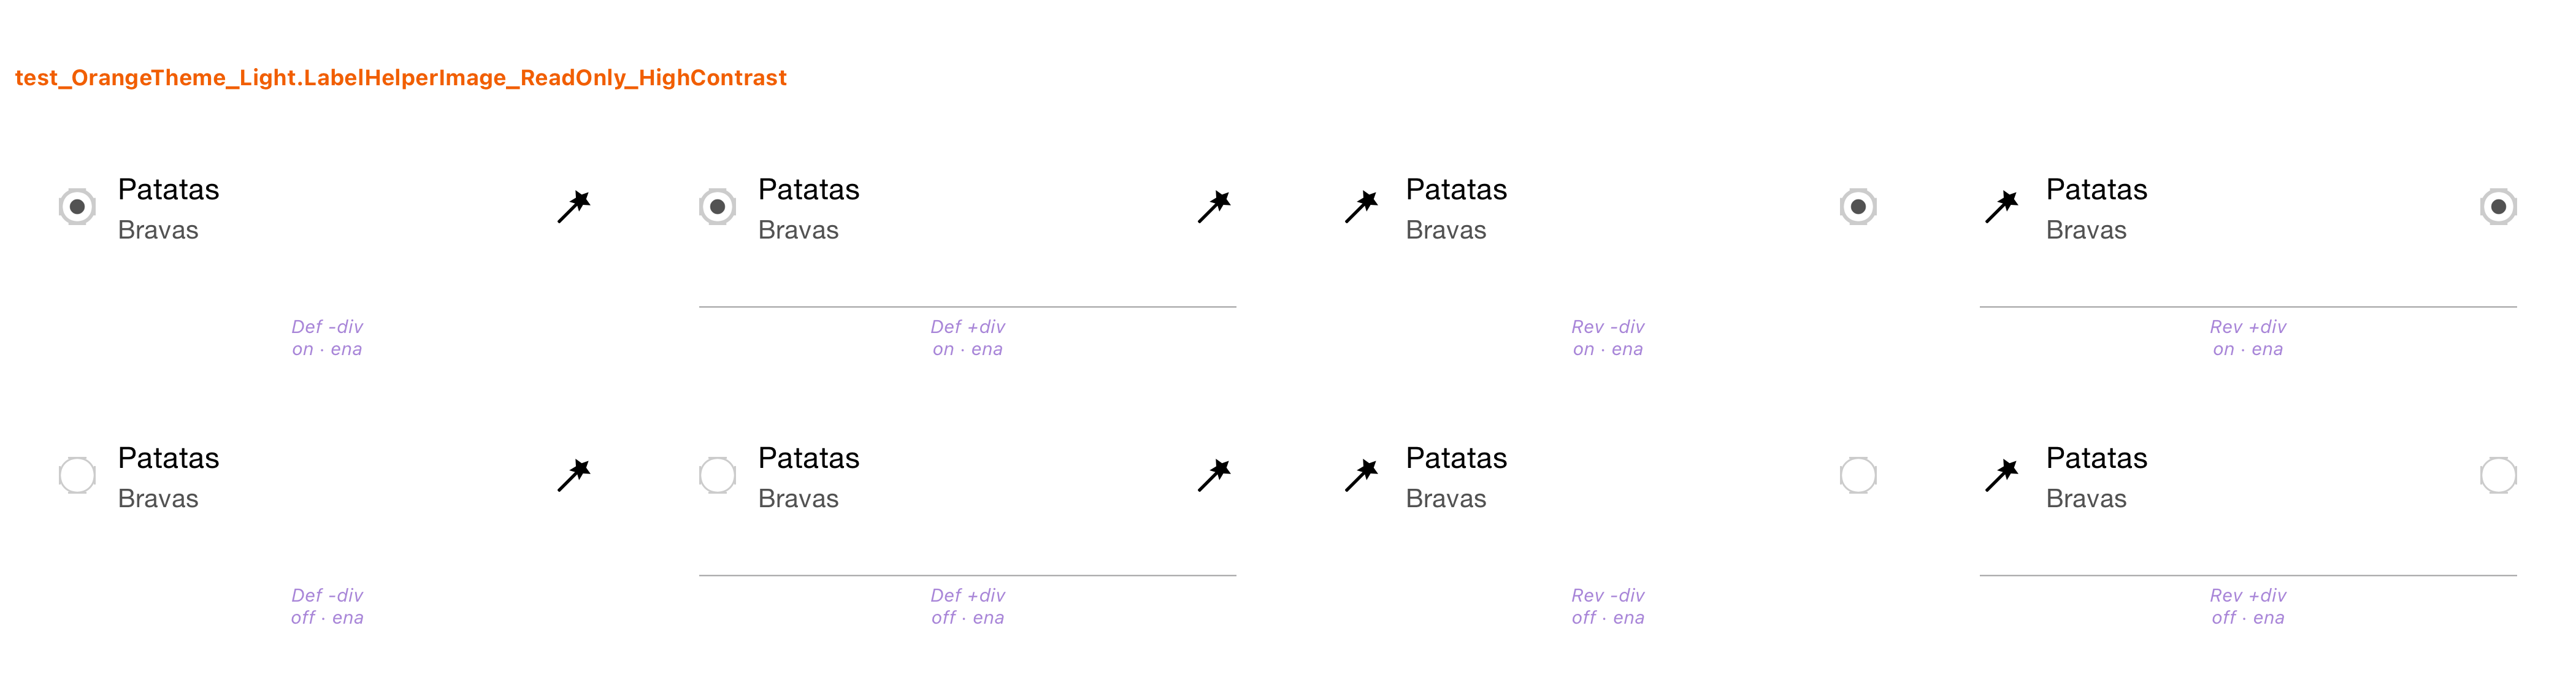 test_OrangeTheme_Light.LabelHelperImage_ReadOnly_HighContrast
Patatas
Bravas
Def -div
on · ena
Patatas
Bravas
Def +div
on · ena
Patatas
Bravas
Rev -div
on · ena
Patatas
Bravas
Rev +div
on · ena
Patatas
Bravas
Def -div
off · ena
Patatas
Bravas
Def +div
off · ena
Patatas
Bravas
Rev -div
off · ena
Patatas
Bravas
Rev +div
off · ena